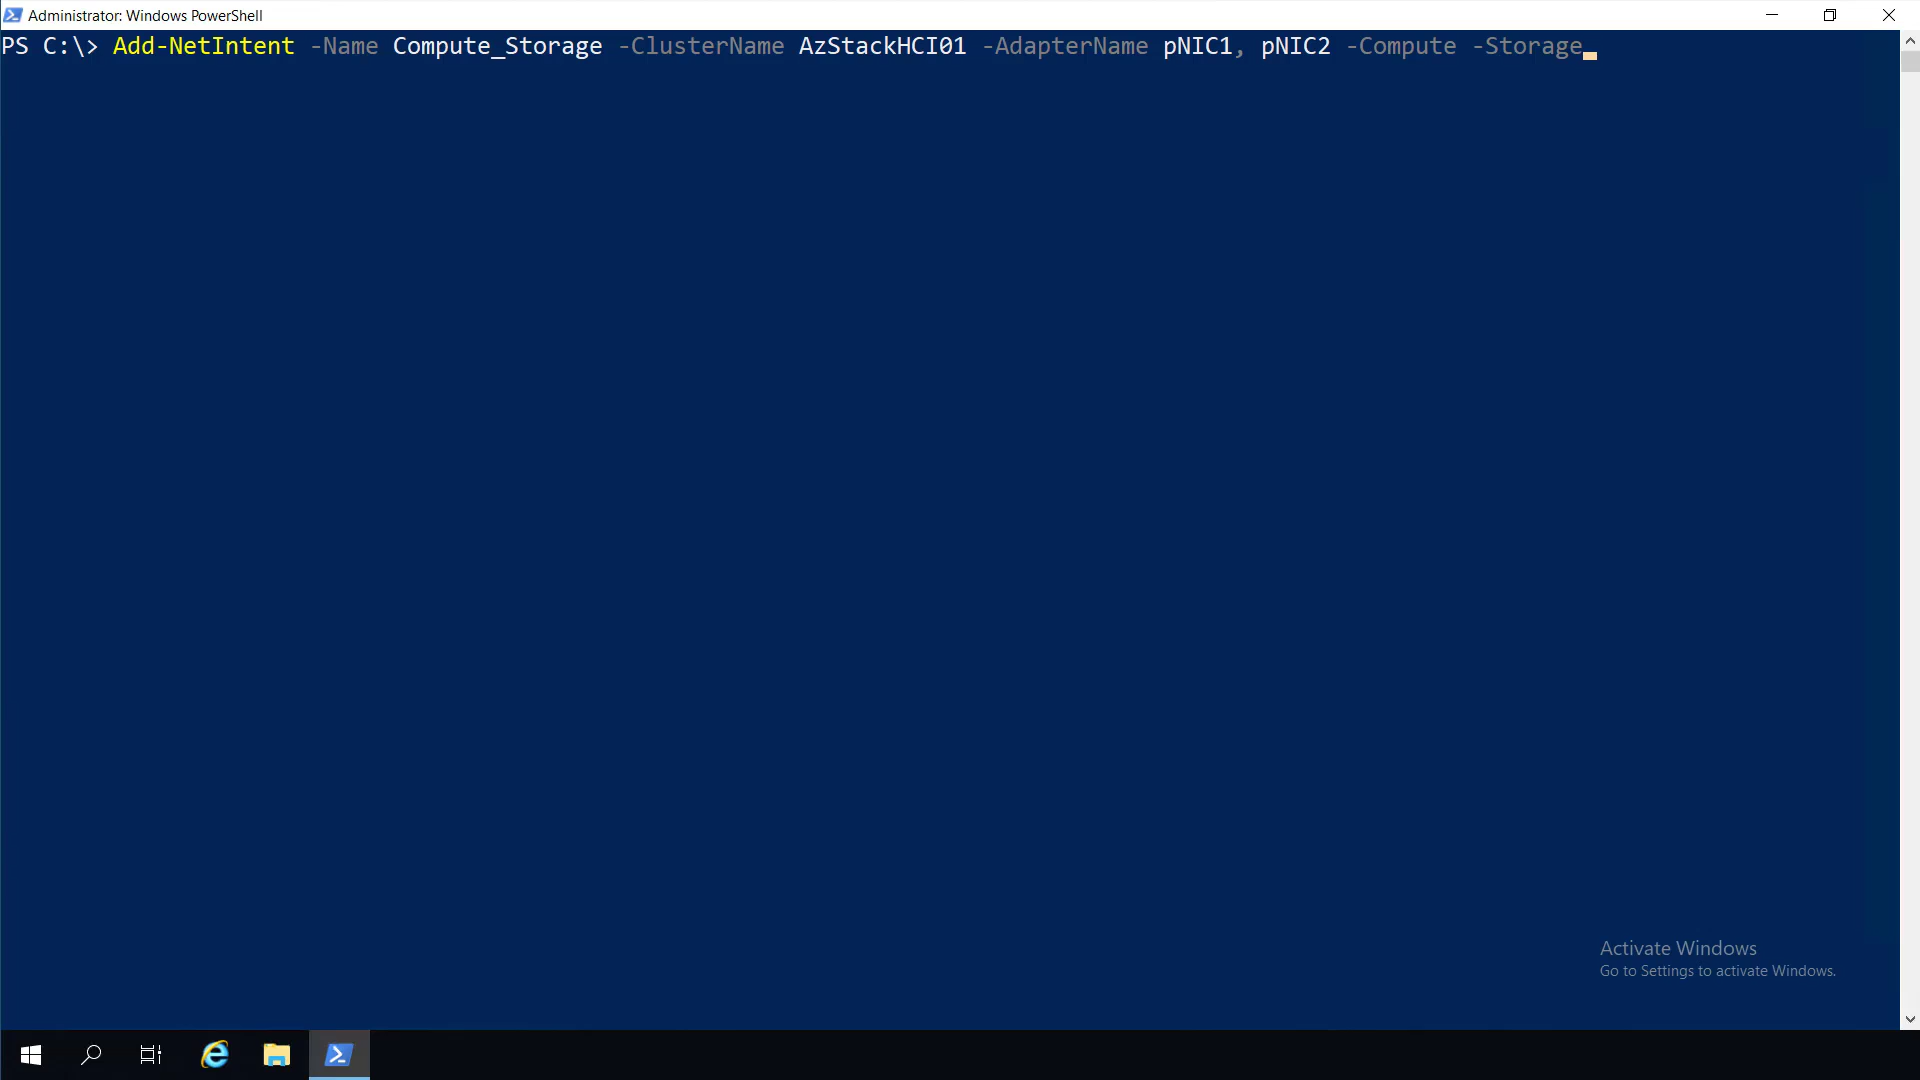 Administrator: Windows PowerShell
PS C:\> Add-NetIntent -Name Compute_Storage -ClusterName AzStackHCI01 -AdapterName pNIC1, pNIC2 -Compute -Storage
Activate Windows
Go to Settings to activate Windows.